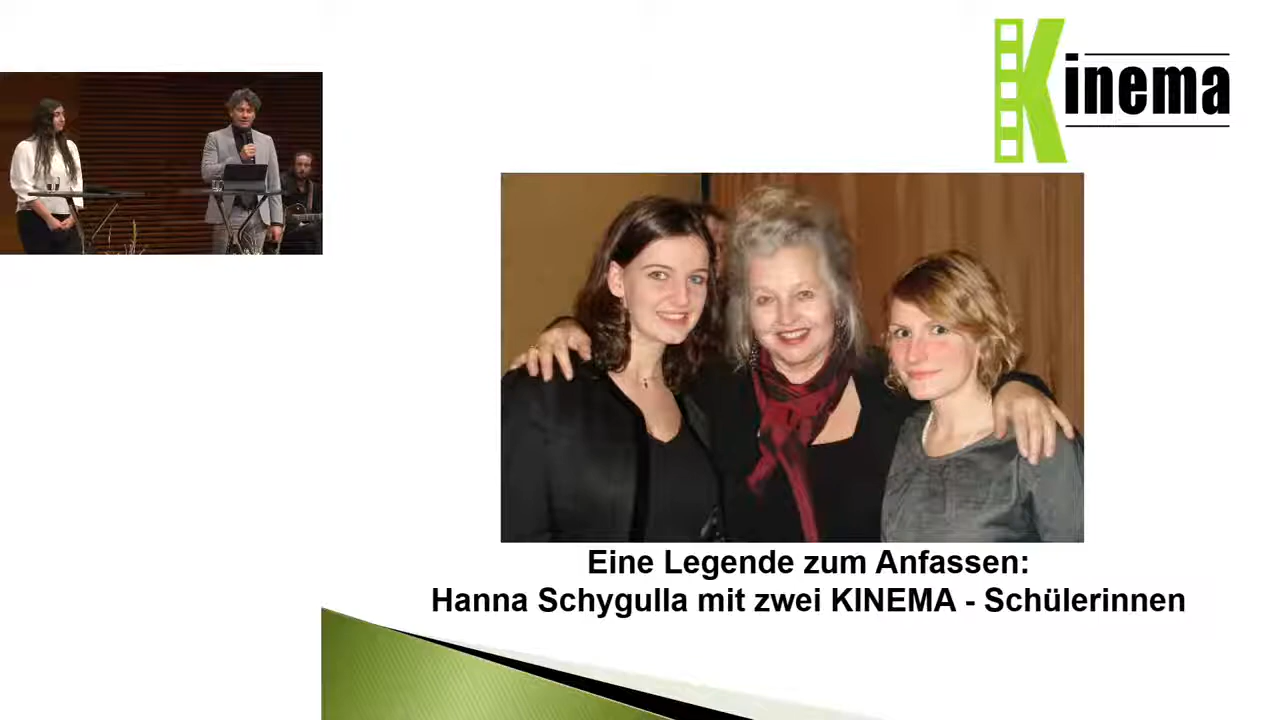 Kinema
Eine Legende zum Anfassen:
Hanna Schygulla mit zwei KINEMA - Schülerinnen